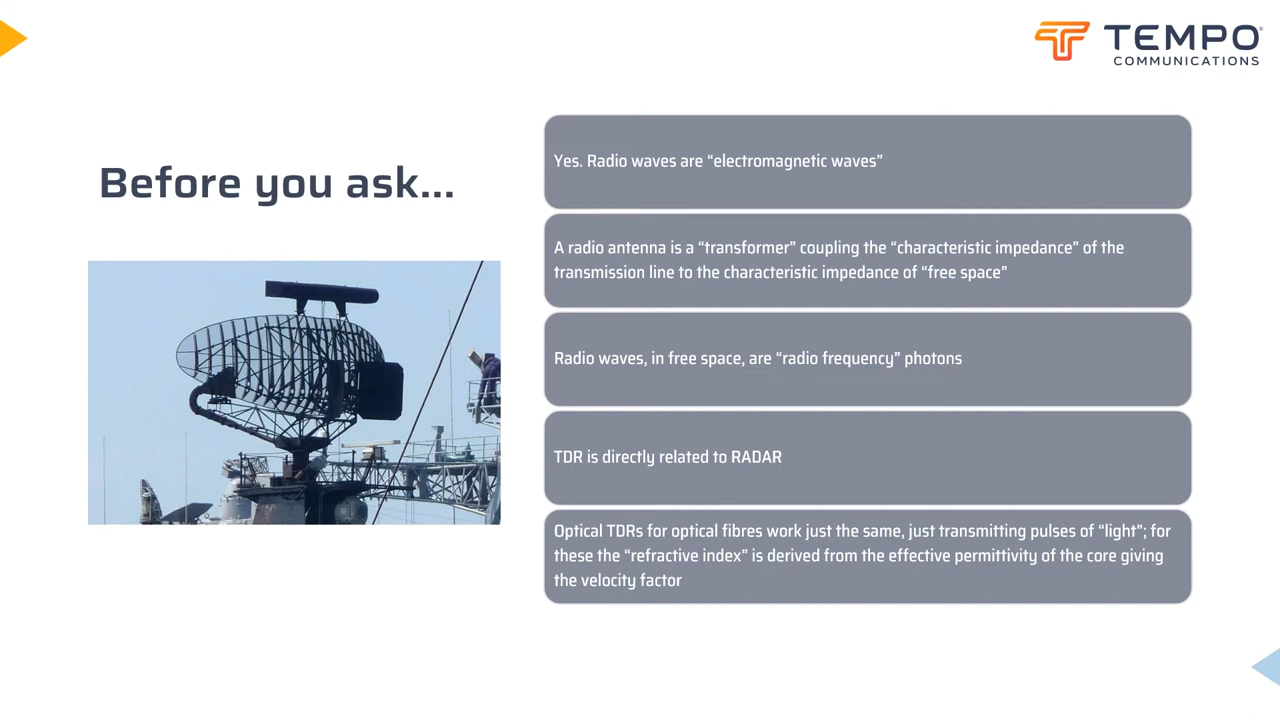 TEMPO
COMMUNICATIONS
Before you ask...
Yes. Radio waves are “electromagnetic waves”
A radio antenna is a “transformer” coupling the “characteristic impedance” of the
transmission line to the characteristic impedance of “free space”
Radio waves, in free space, are “radio frequency” photons
TDR is directly related to RADAR
Optical TDRs for optical fibres work just the same, just transmitting pulses of “light”; for
these the “refractive index” is derived from the effective permittivity of the core giving
the velocity factor